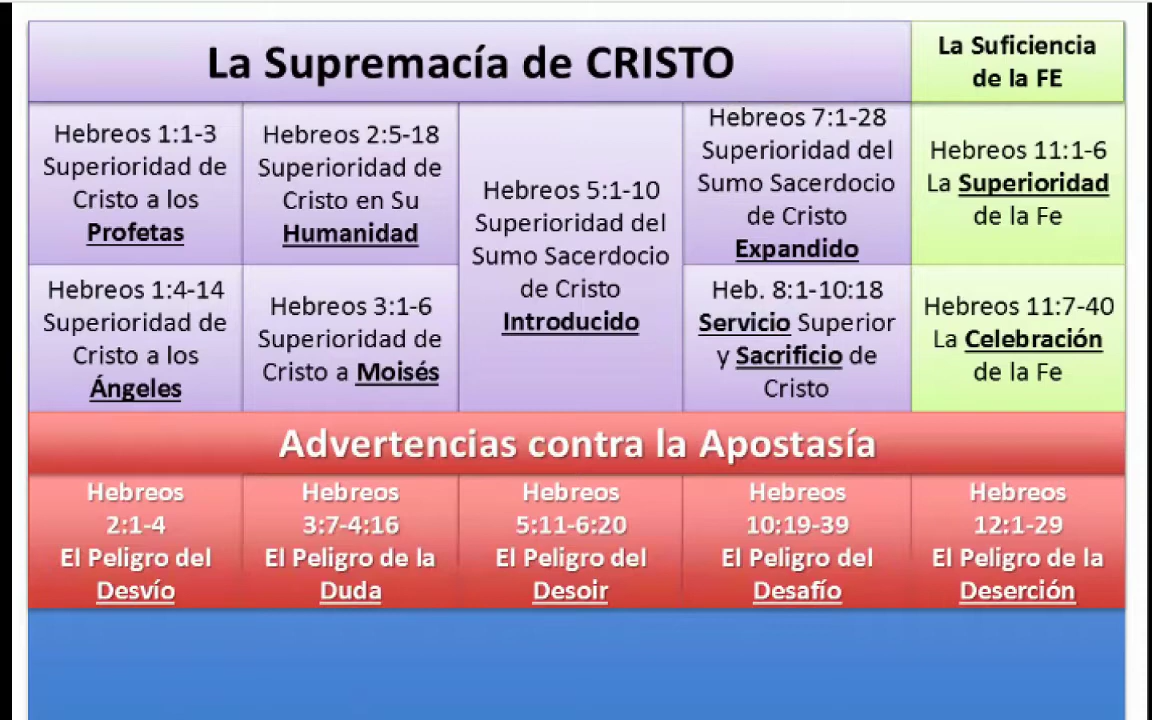 La Supremacía de CRISTO
La Suficiencia
de la FE
Hebreos 1:1-3
Superioridad de
Cristo a los
Profetas
Hebreos 2:5-18
Superioridad de
Cristo en Su
Humanidad
Hebreos 5:1-10
Superioridad del
Sumo Sacerdocio
de Cristo
Introducido
Hebreos 7:1-28
Superioridad del
Sumo Sacerdocio
de Cristo
Expandido
Hebreos 11:1-6
La Superioridad
de la Fe
Hebreos 1:4-14
Superioridad de
Cristo a los
Ángeles
Hebreos 3:1-6
Superioridad de
Cristo a Moisés
Heb. 8:1-10:18
Servicio Superior
y Sacrificio de
Cristo
Hebreos 11:7-40
La Celebración
de la Fe
Advertencias contra la Apostasía
Hebreos
2:1-4
El Peligro del
Desvío
Hebreos
3:7-4:16
El Peligro de la
Duda
Hebreos
5:11-6:20
El Peligro del
Desoir
Hebreos
10:19-39
El Peligro del
Desafío
Hebreos
12:1-29
El Peligro de la
Deserción